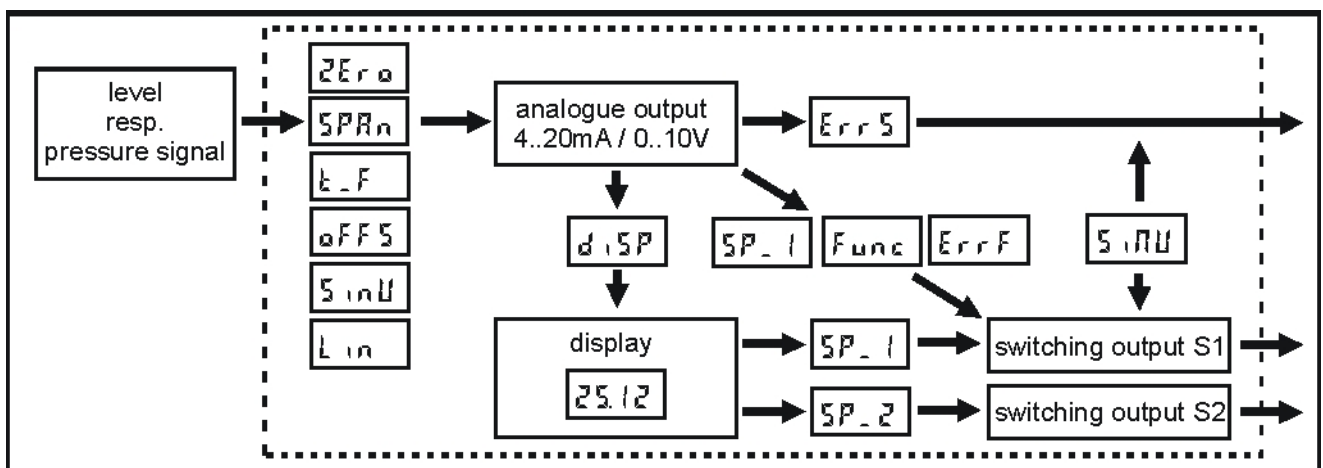 level
resp.
pressure signal
ZEro
SPAn
t_F
oFFS
SinU
Lin
analogue output
4..20mA / 0..10V
ErrS
diSP
SP_1
Func
ErrF
SiMU
display
25.12
SP_1
switching output S1
SP_2
switching output S2